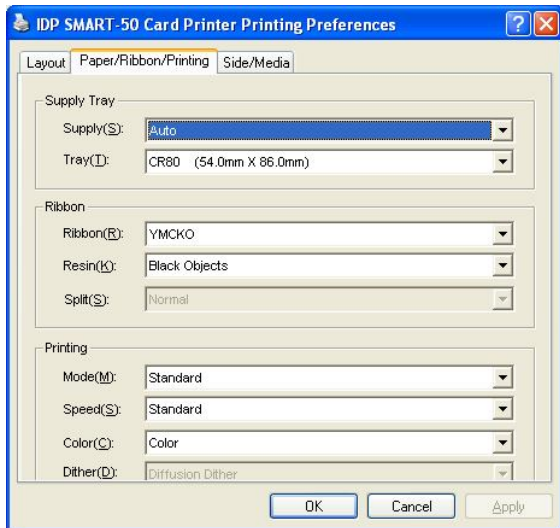 IDP SMART-50 Card Printer Printing Preferences
Layout Paper/Ribbon/Printing Side/Media
Supply Tray
Supply(S): Auto
Tray(T): CR80 (54.0mm X 86.0mm)
Ribbon
Ribbon(R): YMCKO
Resin(K): Black Objects
Split(S): Normal
Printing
Mode(M): Standard
Speed(S): Standard
Color(C): Color
Dither(D): Diffusion Dither
OK Cancel Apply